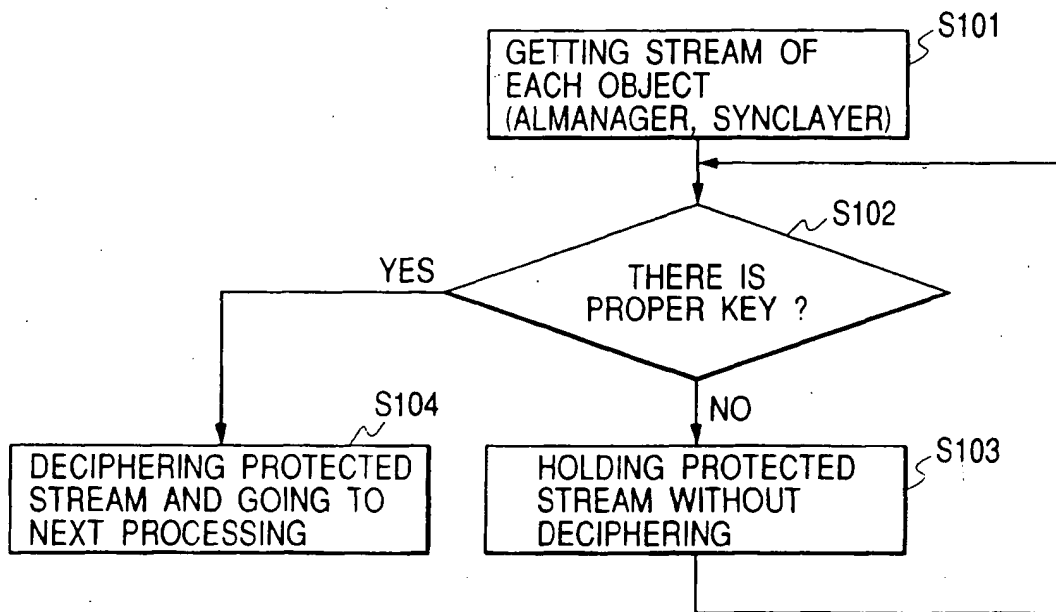 S101
GETTING STREAM OF
EACH OBJECT
(ALMANAGER, SYNCLAYER)
S102
YES
THERE IS
PROPER KEY ?
S104
NO
S103
DECIPHERING PROTECTED
STREAM AND GOING TO
NEXT PROCESSING
HOLDING PROTECTED
STREAM WITHOUT
DECIPHERING